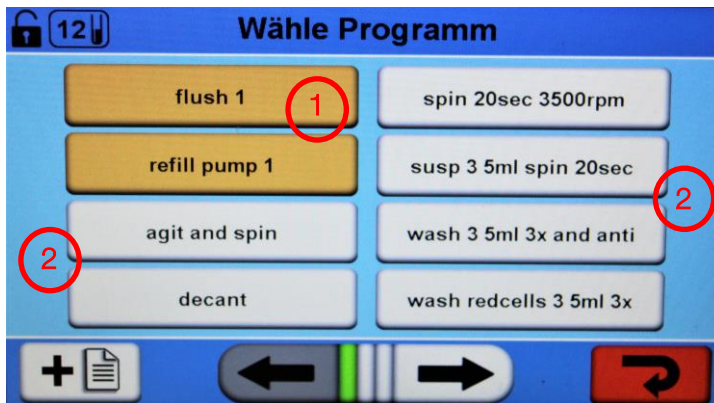 12
Wähle Programm
flush 1
1
refill pump 1
agit and spin
2
decant
spin 20sec 3500rpm
susp 3 5ml spin 20sec
2
wash 3 5ml 3x and anti
wash redcells 3 5ml 3x